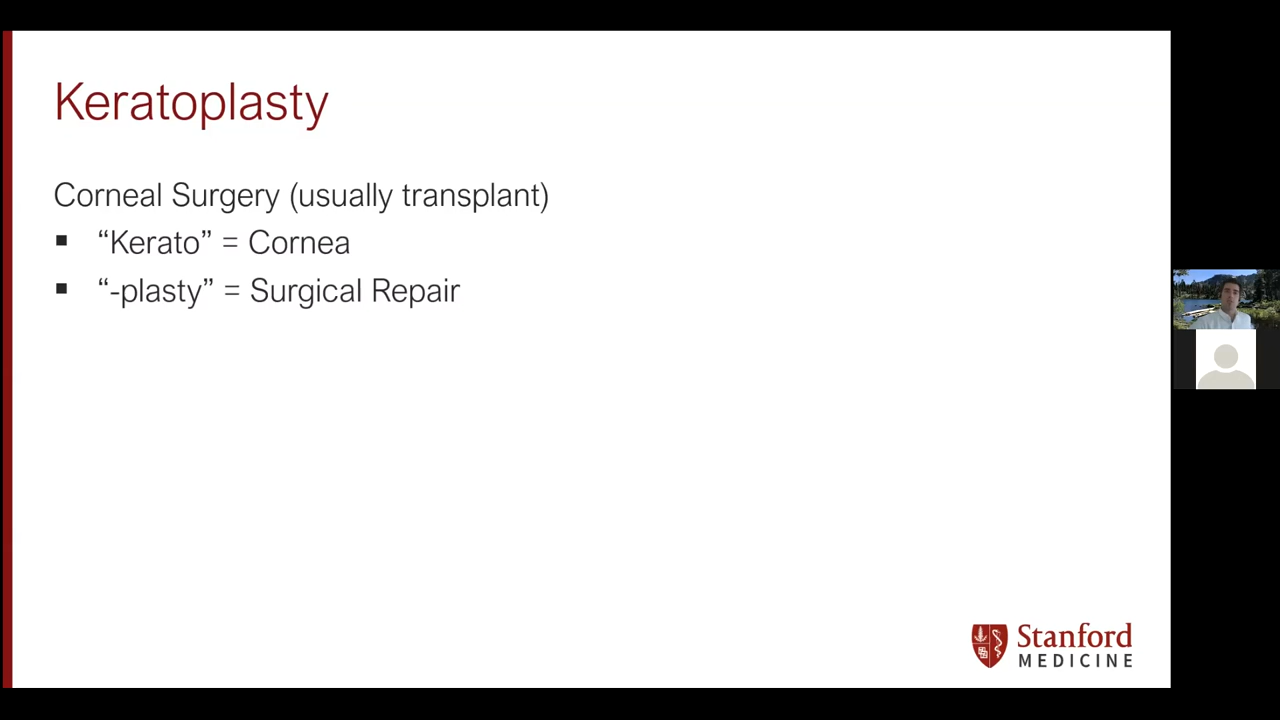 Keratoplasty
Corneal Surgery (usually transplant)
▪ “Kerato” = Cornea
▪ “-plasty” = Surgical Repair
Stanford
MEDICINE